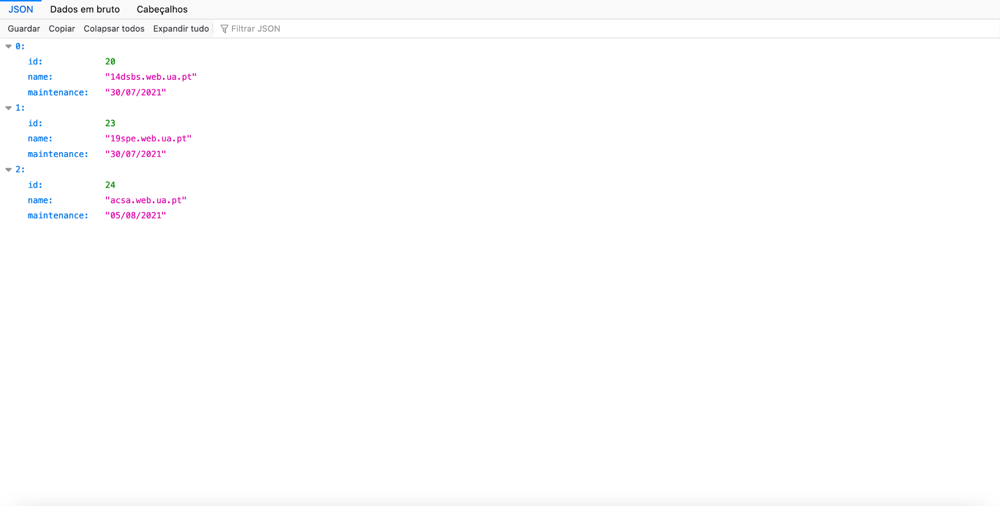 JSON Dados em bruto Cabeçalhos
Guardar Copiar Colapsar todos Expandir tudo Filtrar JSON
0:
id: 20
name: "14dsbs.web.ua.pt"
maintenance: "30/07/2021"
1:
id: 23
name: "19spe.web.ua.pt"
maintenance: "30/07/2021"
2:
id: 24
name: "acsa.web.ua.pt"
maintenance: "05/08/2021"